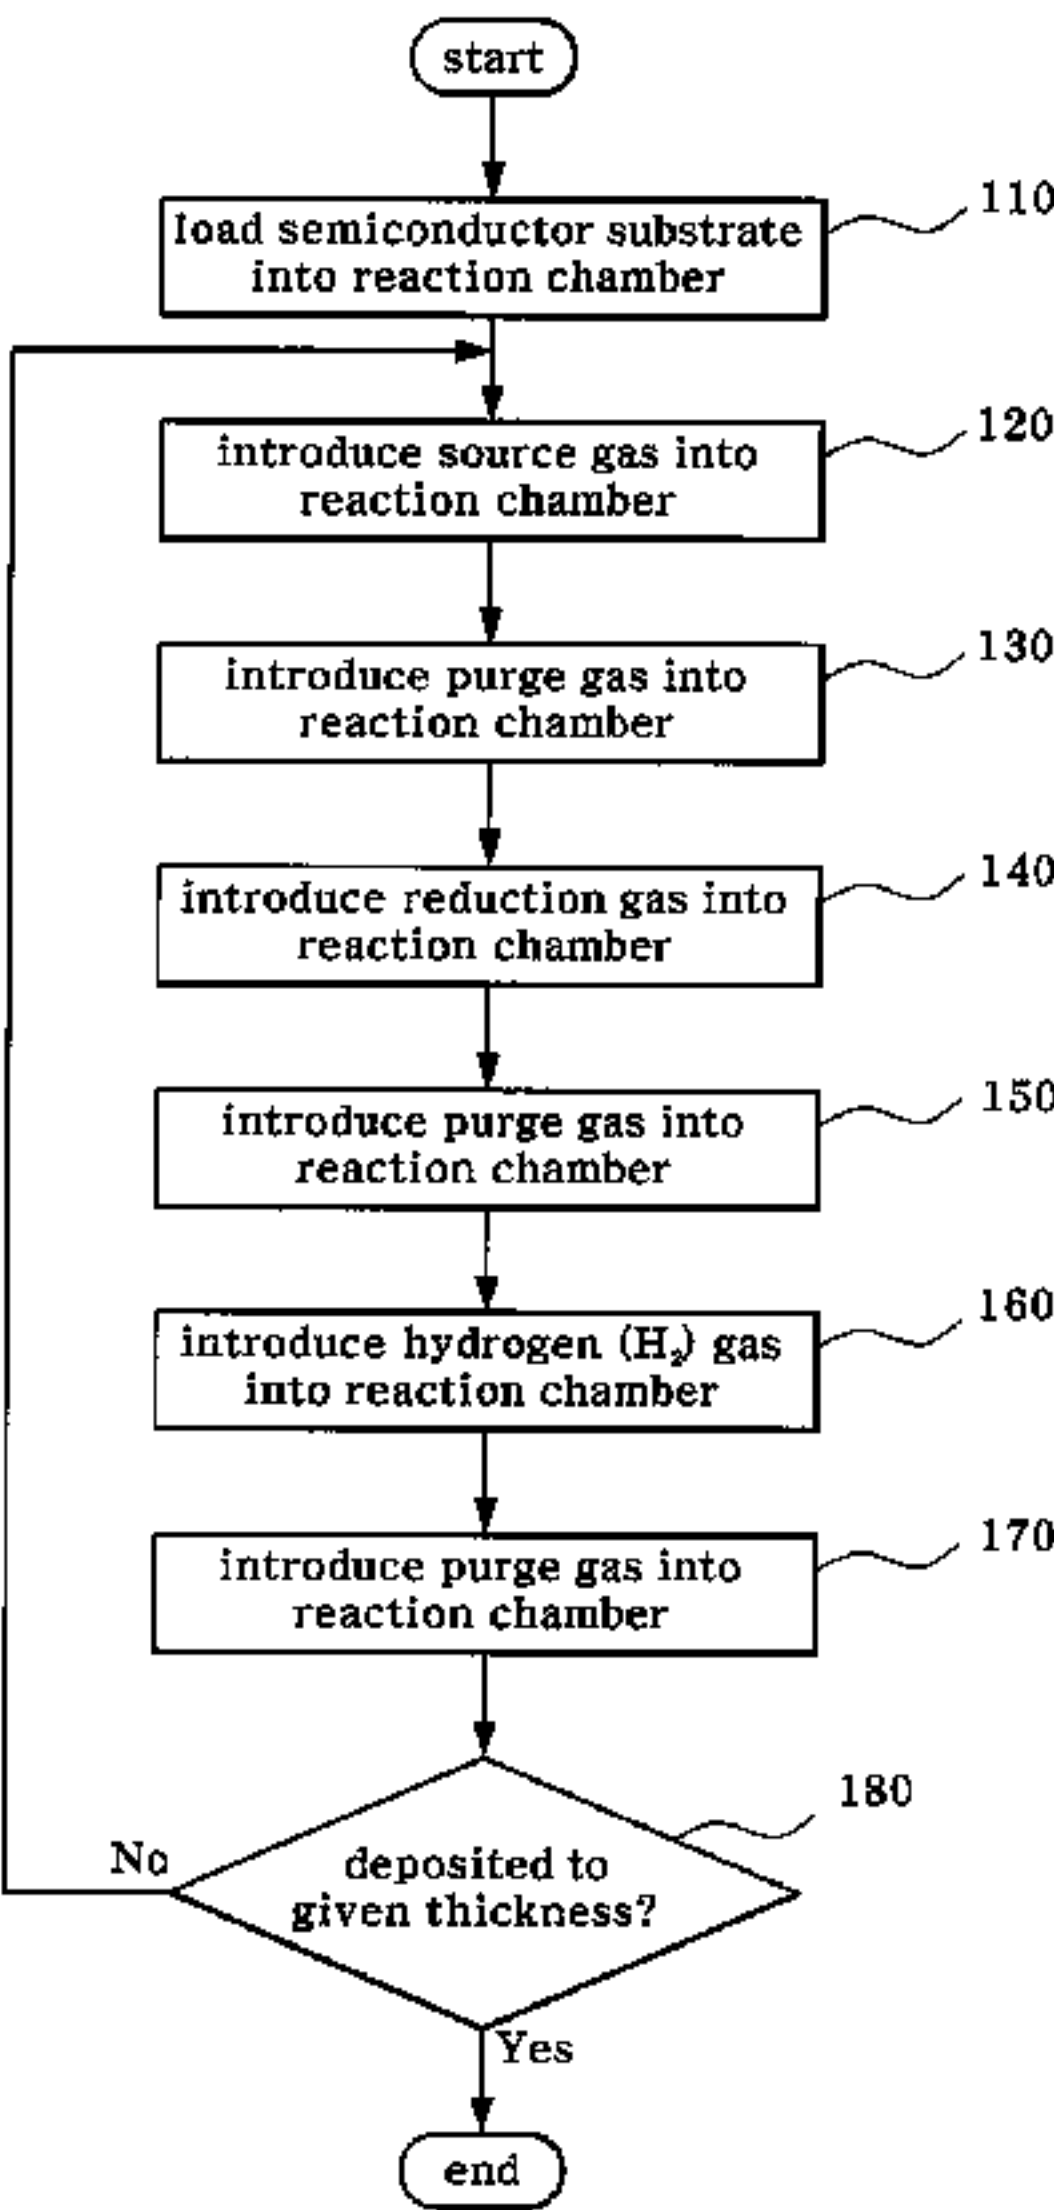 start
110
load semiconductor substrate
into reaction chamber
120
introduce source gas into
reaction chamber
130
introduce purge gas into
reaction chamber
140
introduce reduction gas into
reaction chamber
150
introduce purge gas into
reaction chamber
160
introduce hydrogen (H₂) gas
into reaction chamber
170
introduce purge gas into
reaction chamber
180
No
deposited to
given thickness?
Yes
end